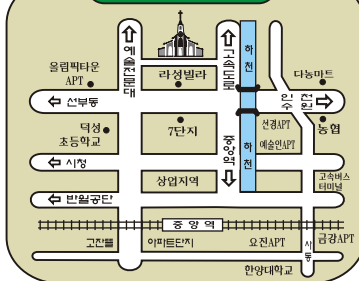 예술전문대
고속도로
하천
올림픽타운
APT
라성빌라
다농마트
선부동
인천
수원
덕성
초등학교
7단지
중앙역
하천
선경APT
농협
예술인APT
시청
상업지역
고속버스
터미널
반월공단
중앙역
고잔뜰
아파트단지
요진APT
사동
금강APT
한양대학교